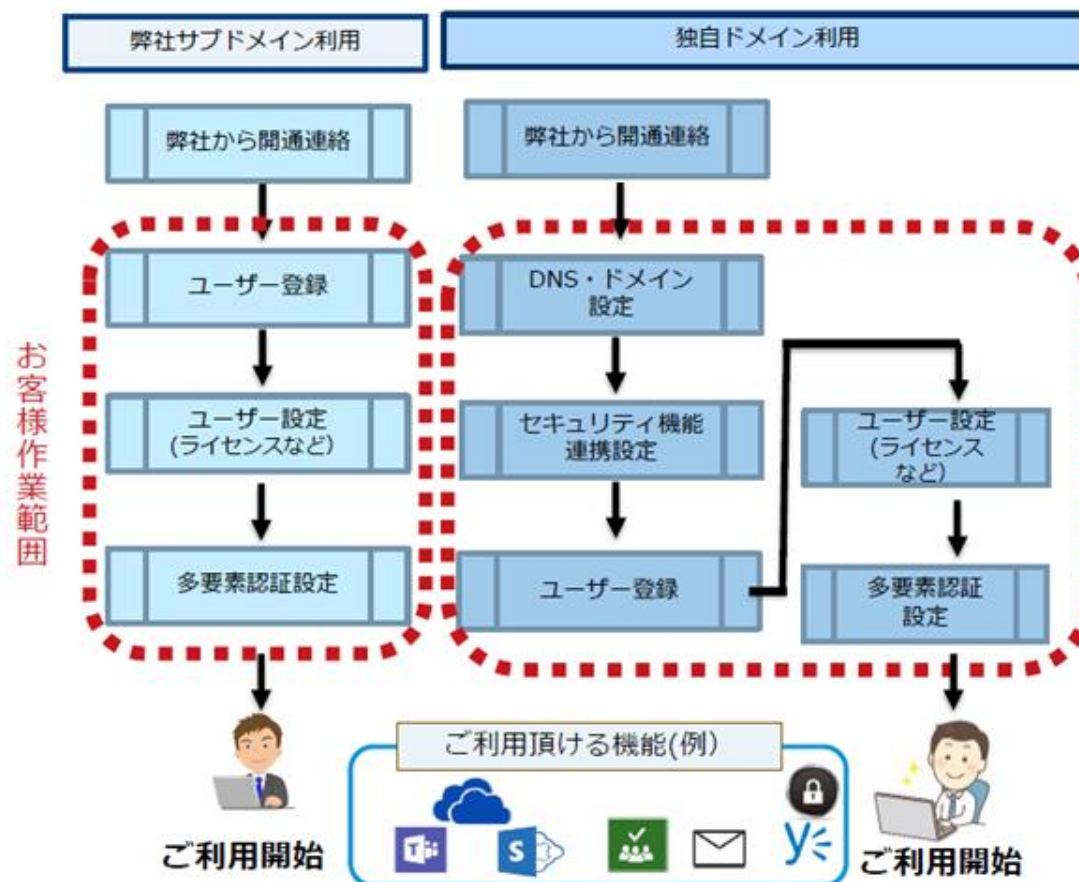 弊社サブドメイン利用
独自ドメイン利用
弊社から開通連絡
弊社から開通連絡
お客様作業範囲
ユーザー登録
ユーザー設定
(ライセンスなど)
多要素認証設定
DNS・ドメイン
設定
セキュリティ機能
連携設定
ユーザー登録
ユーザー設定
(ライセンス
など)
多要素認証
設定
ご利用開始
ご利用頂ける機能(例)
T
S
ご利用開始